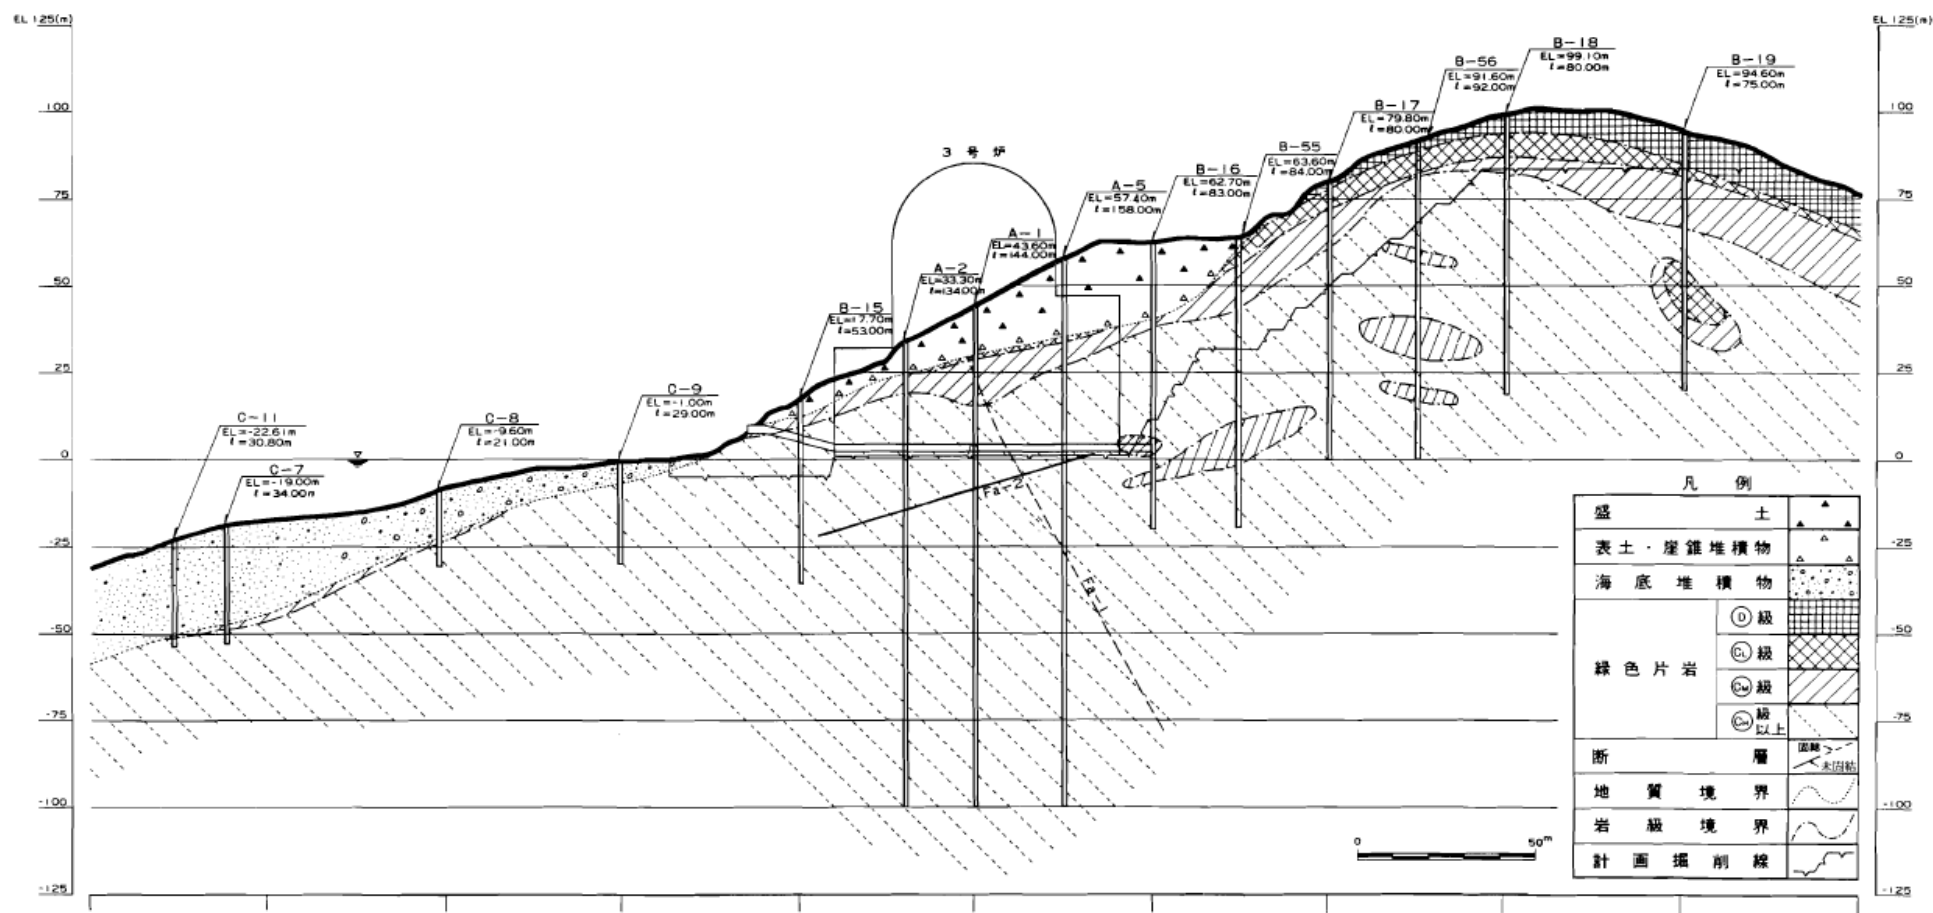 EL 125(m)
100
75
50
25
0
-25
-50
-75
-100
-125
C-11
EL=-22.61m
ℓ=30.80m
C-7
EL=-19.00m
ℓ=34.00m
C-8
EL=-9.60m
ℓ=21.00m
C-9
EL=-1.00m
ℓ=29.00m
B-15
EL=17.70m
ℓ=53.00m
A-2
EL=33.30m
ℓ=134.00m
3号炉
A-1
EL=43.60m
ℓ=144.00m
A-5
EL=57.40m
ℓ=158.00m
B-16
EL=62.70m
ℓ=83.00m
B-55
EL=63.60m
ℓ=84.00m
B-17
EL=79.80m
ℓ=80.00m
B-56
EL=91.60m
ℓ=92.00m
B-18
EL=99.10m
ℓ=80.00m
B-19
EL=94.60m
ℓ=75.00m
Fa-2
Fa-1
EL 125(m)
100
75
50
25
0
-25
-50
-75
-100
-125
凡例
盛土
表土・崖錐堆積物
海底堆積物
緑色片岩
D級
CL級
CM級
CH級以上
断層
固結
未固結
地質境界
岩級境界
計画掘削線
0 50m